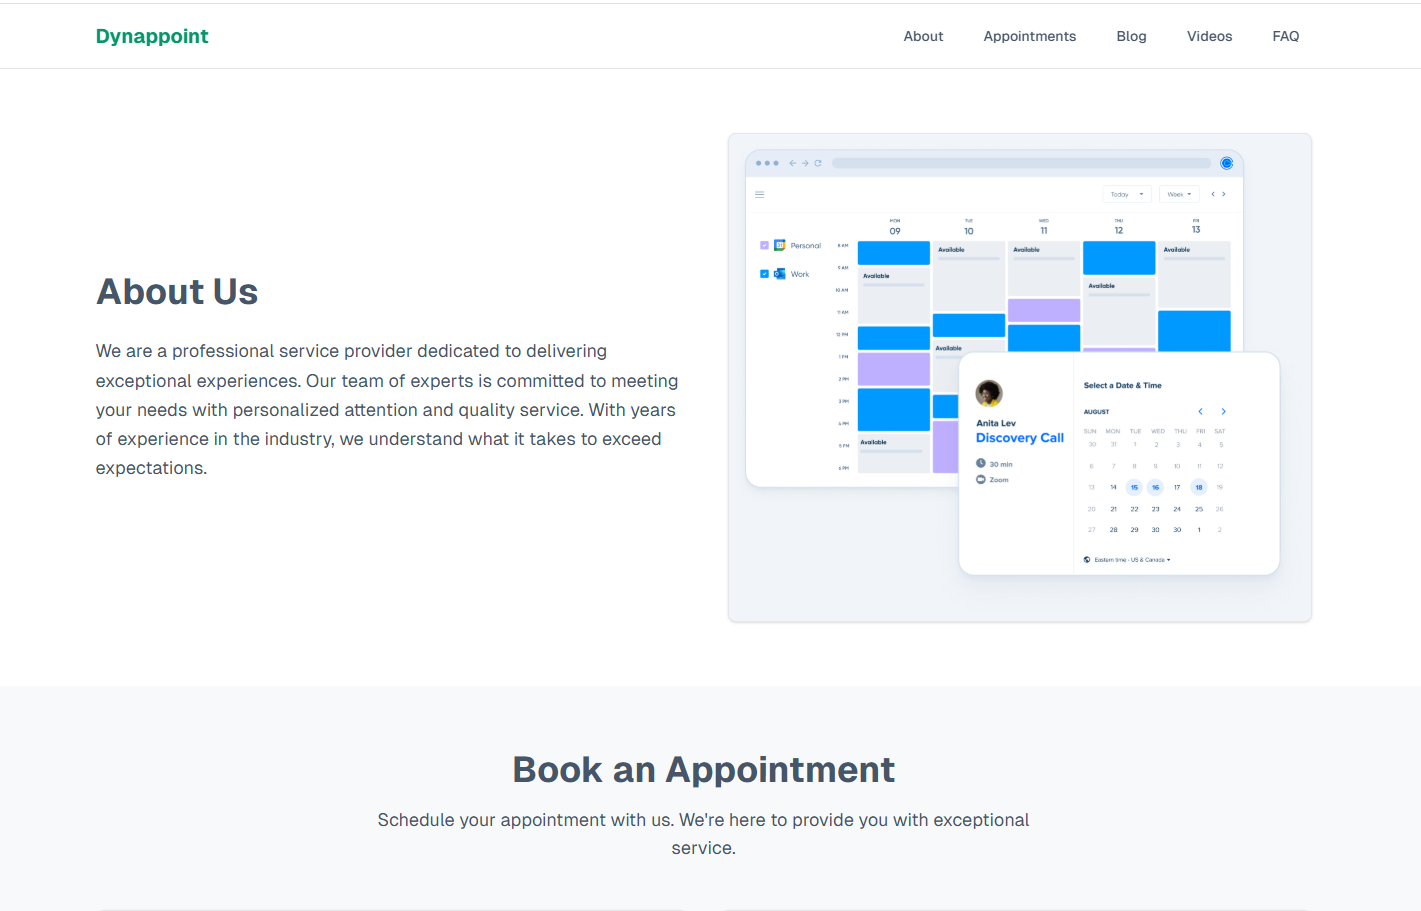 Dynappoint
About
Appointments
Blog
Videos
FAQ
About Us
We are a professional service provider dedicated to delivering
exceptional experiences. Our team of experts is committed to meeting
your needs with personalized attention and quality service. With years
of experience in the industry, we understand what it takes to exceed
expectations.
Today
Week
MON TUE WED THU FRI
09 10 11 12 13
Personal
Work
8 AM
9 AM
10 AM
11 AM
12 PM
1 PM
2 PM
3 PM
4 PM
5 PM
6 PM
Available
Available
Available
Available
Available
Available
Available
Anita Lev
Discovery Call
30 min
Zoom
Select a Date & Time
AUGUST
SUN MON TUE WED THU FRI SAT
30 31 1 2 3 4 5
6 7 8 9 10 11 12
13 14 15 16 17 18 19
20 21 22 23 24 25 26
27 28 29 30 30 1 2
Eastern time - US & Canada
Book an Appointment
Schedule your appointment with us. We're here to provide you with exceptional
service.